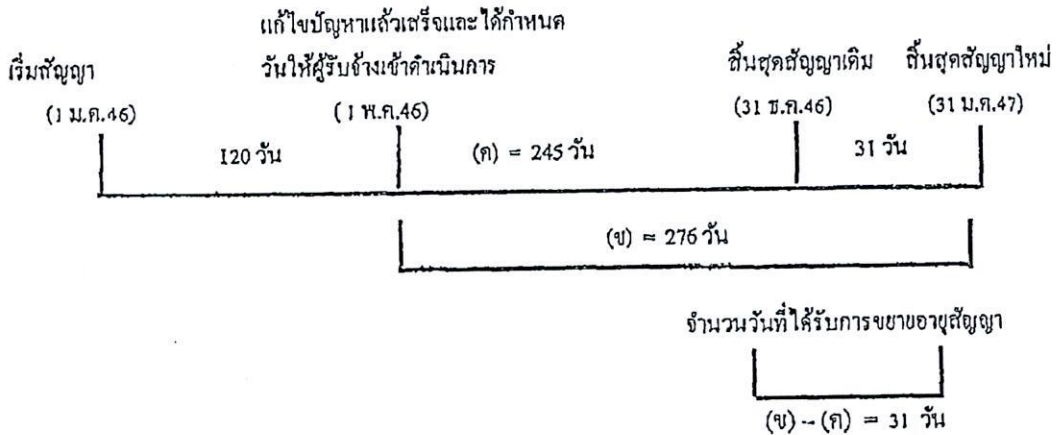 แก้ไขปัญหาแล้วเสร็จและได้กำหนด
เริ่มสัญญา วันให้ผู้รับจ้างเข้าดำเนินการ สิ้นสุดสัญญาเดิม สิ้นสุดสัญญาใหม่
(1 ม.ค.46) (1 พ.ค.46) (31 ธ.ค.46) (31 ม.ค.47)
120 วัน (ค) = 245 วัน 31 วัน
(ข) = 276 วัน
จำนวนวันที่ได้รับการขยายอายุสัญญา
(ข) - (ค) = 31 วัน